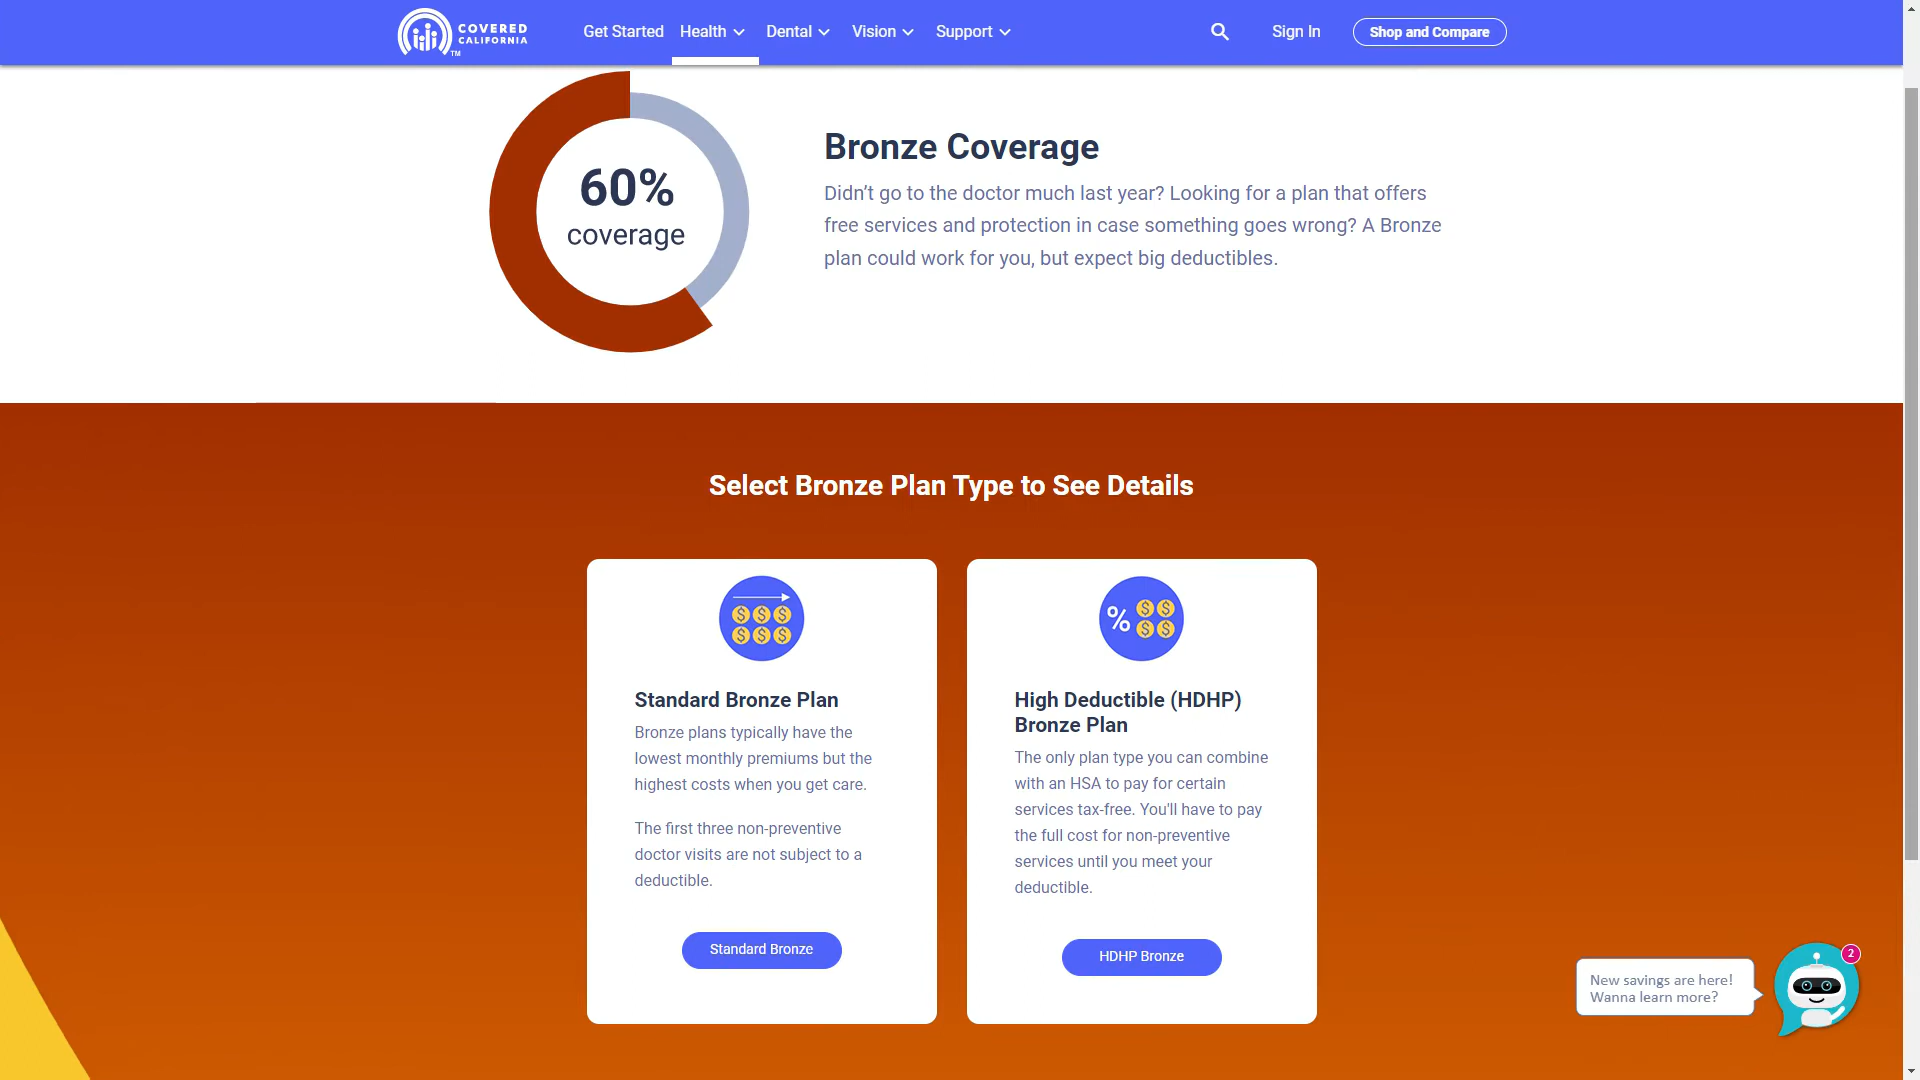 COVERED
CALIFORNIA
TM
Get Started
Health
Dental
Vision
Support
Sign In
Shop and Compare
60%
coverage
Bronze Coverage
Didn’t go to the doctor much last year? Looking for a plan that offers
free services and protection in case something goes wrong? A Bronze
plan could work for you, but expect big deductibles.
Select Bronze Plan Type to See Details
$ $ $
$ $ $
Standard Bronze Plan
Bronze plans typically have the
lowest monthly premiums but the
highest costs when you get care.
The first three non-preventive
doctor visits are not subject to a
deductible.
Standard Bronze
% $ $
$ $
High Deductible (HDHP)
Bronze Plan
The only plan type you can combine
with an HSA to pay for certain
services tax-free. You'll have to pay
the full cost for non-preventive
services until you meet your
deductible.
HDHP Bronze
New savings are here!
Wanna learn more?
2